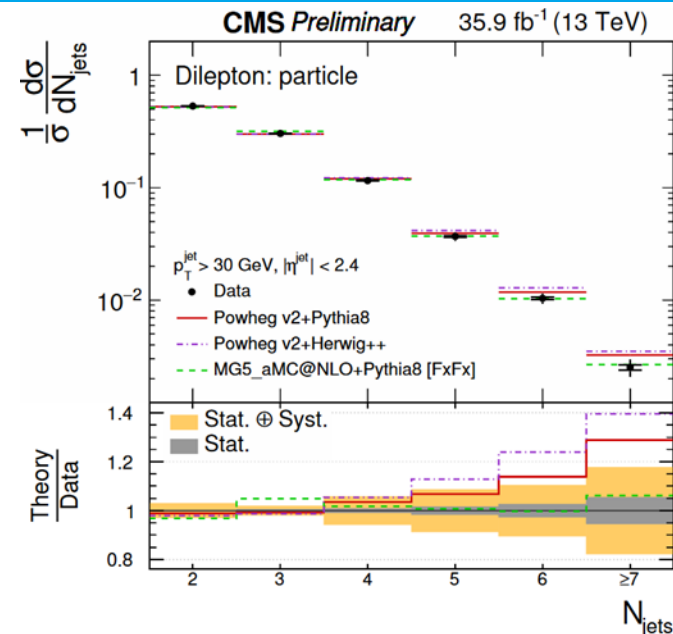 CMS Preliminary 35.9 fb⁻¹ (13 TeV)
1/σ dσ/dN_jets
Dilepton: particle
1
10⁻¹
10⁻²
p_T^jet > 30 GeV, |η^jet| < 2.4
Data
Powheg v2+Pythia8
Powheg v2+Herwig++
MG5_aMC@NLO+Pythia8 [FxFx]
Theory
Data
1.4
1.2
1
0.8
Stat. ⊕ Syst.
Stat.
2 3 4 5 6 ≥7
N_jets